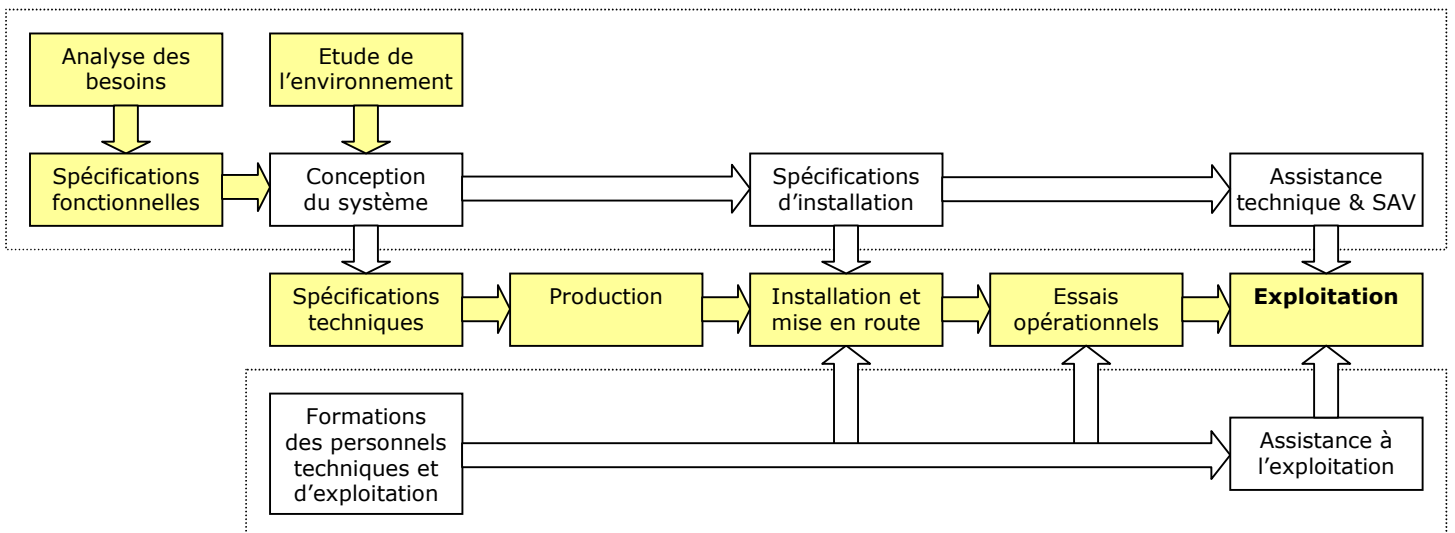 Analyse des
besoins
Etude de
l'environnement
Spécifications
fonctionnelles
Conception
du système
Spécifications
d'installation
Assistance
technique & SAV
Spécifications
techniques
Production
Installation et
mise en route
Essais
opérationnels
Exploitation
Formations
des personnels
techniques et
d'exploitation
Assistance à
l'exploitation